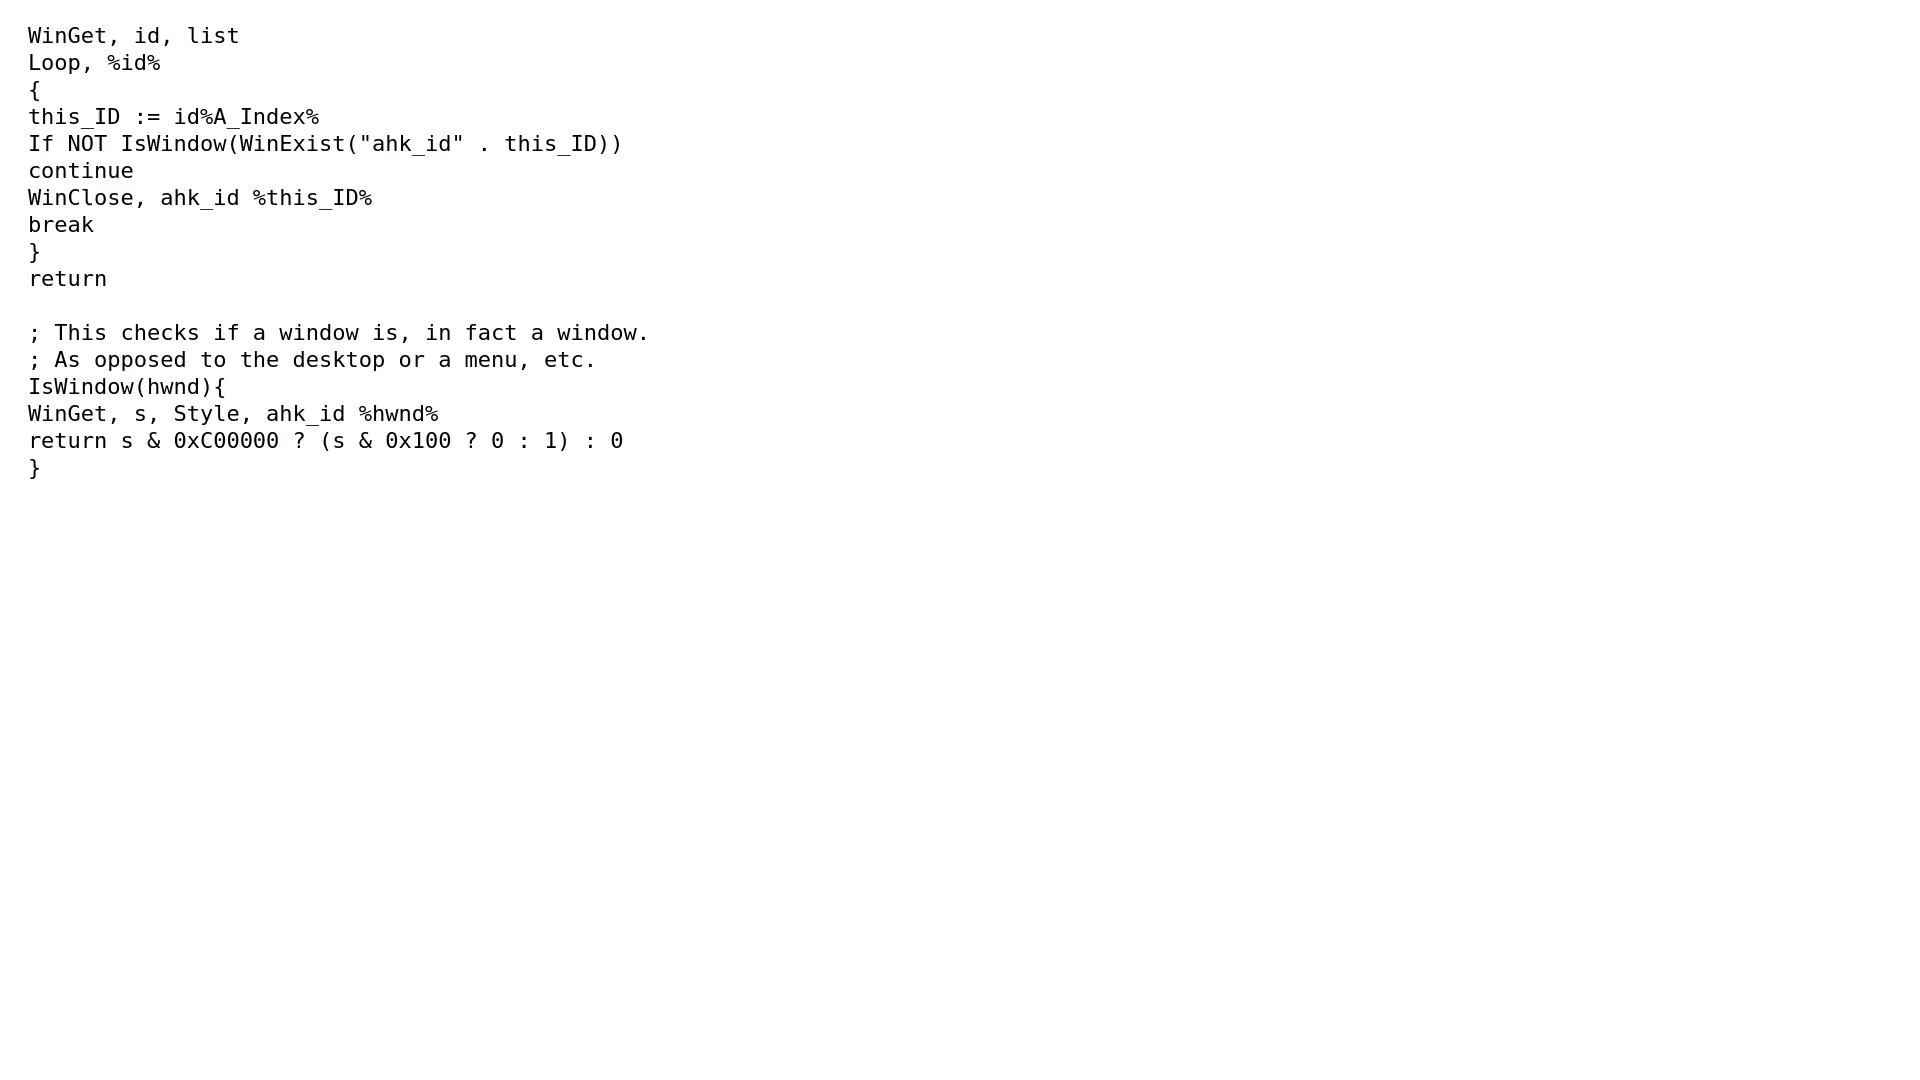 WinGet, id, list
Loop, %id%
{
this_ID := id%A_Index%
If NOT IsWindow(WinExist("ahk_id" . this_ID))
continue
WinClose, ahk_id %this_ID%
break
}
return

; This checks if a window is, in fact a window.
; As opposed to the desktop or a menu, etc.
IsWindow(hwnd){
WinGet, s, Style, ahk_id %hwnd%
return s & 0xC00000 ? (s & 0x100 ? 0 : 1) : 0
}